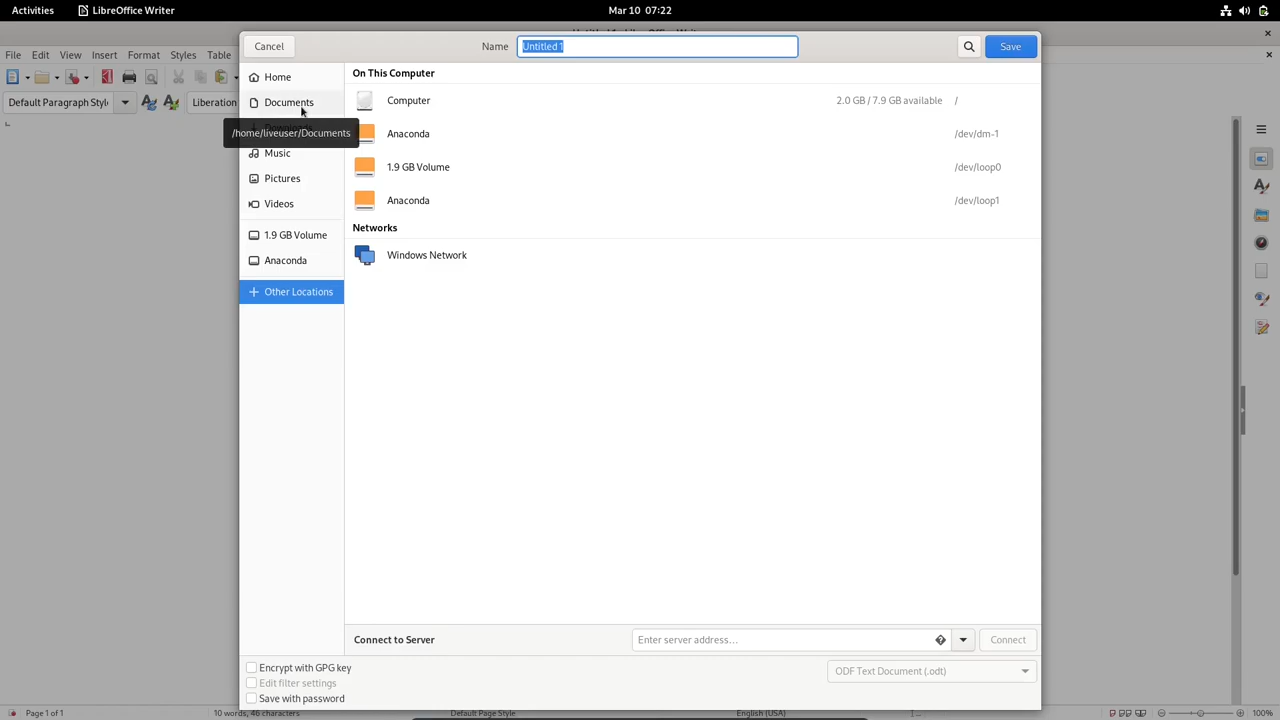 Activities
LibreOffice Writer
Mar 10 07:22
Cancel
Name
Untitled 1
Save
File
Edit
View
Insert
Format
Styles
Table
Default Paragraph Style
Liberation
Home
Documents
/home/liveuser/Documents
Music
Pictures
Videos
1.9 GB Volume
Anaconda
Other Locations
On This Computer
Computer
2.0 GB / 7.9 GB available
/
Anaconda
/dev/dm-1
1.9 GB Volume
/dev/loop0
Anaconda
/dev/loop1
Networks
Windows Network
Connect to Server
Enter server address…
Connect
Encrypt with GPG key
Edit filter settings
Save with password
ODF Text Document (.odt)
Page 1 of 1
10 words, 46 characters
Default Page Style
English (USA)
100%